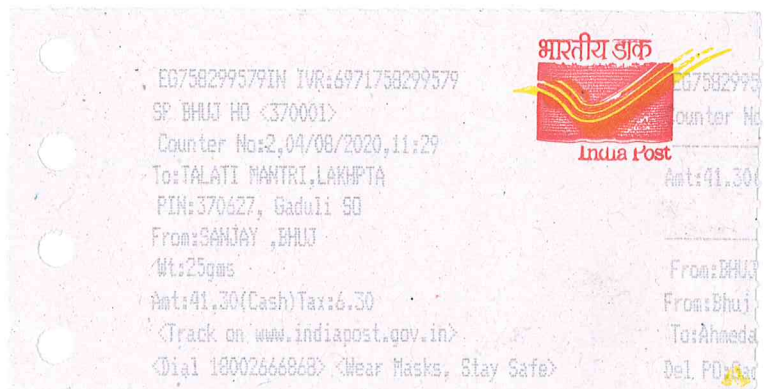 भारतीय डाक
India Post
EG758299579IN IVR:6971758299579
SP BHUJ HO <370001>
Counter No:2,04/08/2020,11:29
To:TALATI MANTRI,LAKHPTA
PIN:370627, Gaduli SO
From:SANJAY ,BHUJ
Wt:25gms
Amt:41.30(Cash)Tax:6.30
<Track on www.indiapost.gov.in>
<Dial 18002666868> <Wear Masks, Stay Safe>
EG7582995
ounter No
Amt:41.30(
From:BHUJ
From:Bhuj
To:Ahmeda
Del PO: